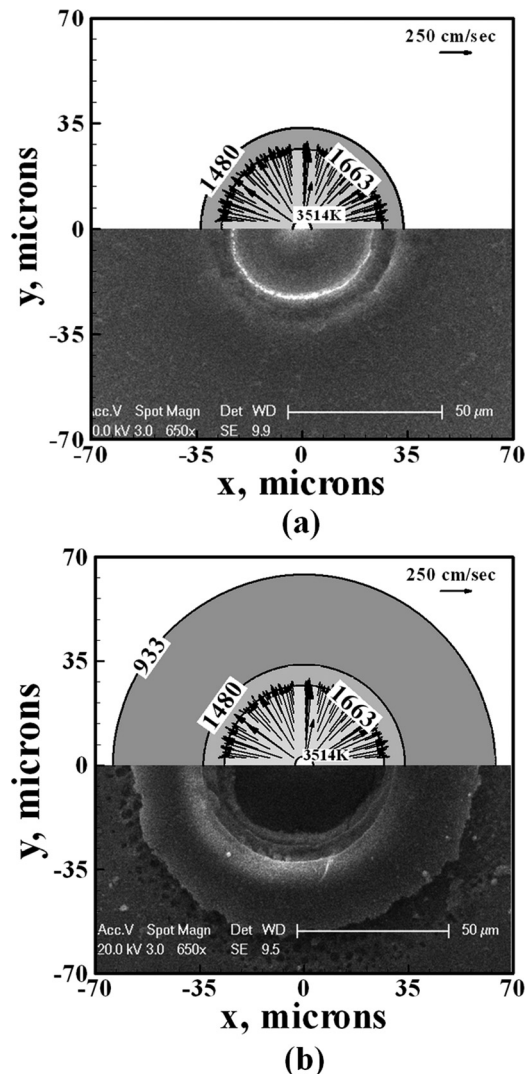 70
250 cm/sec
35
1480
1663
3514K
0
y, microns
-35
Acc.V Spot Magn Det WD 50 µm
0.0 kV 3.0 650x SE 9.9
-70
-70 -35 0 35 70
x, microns
(a)
70
250 cm/sec
933
35
1480
1663
3514K
0
y, microns
-35
Acc.V Spot Magn Det WD 50 µm
20.0 kV 3.0 650x SE 9.5
-70
-70 -35 0 35 70
x, microns
(b)